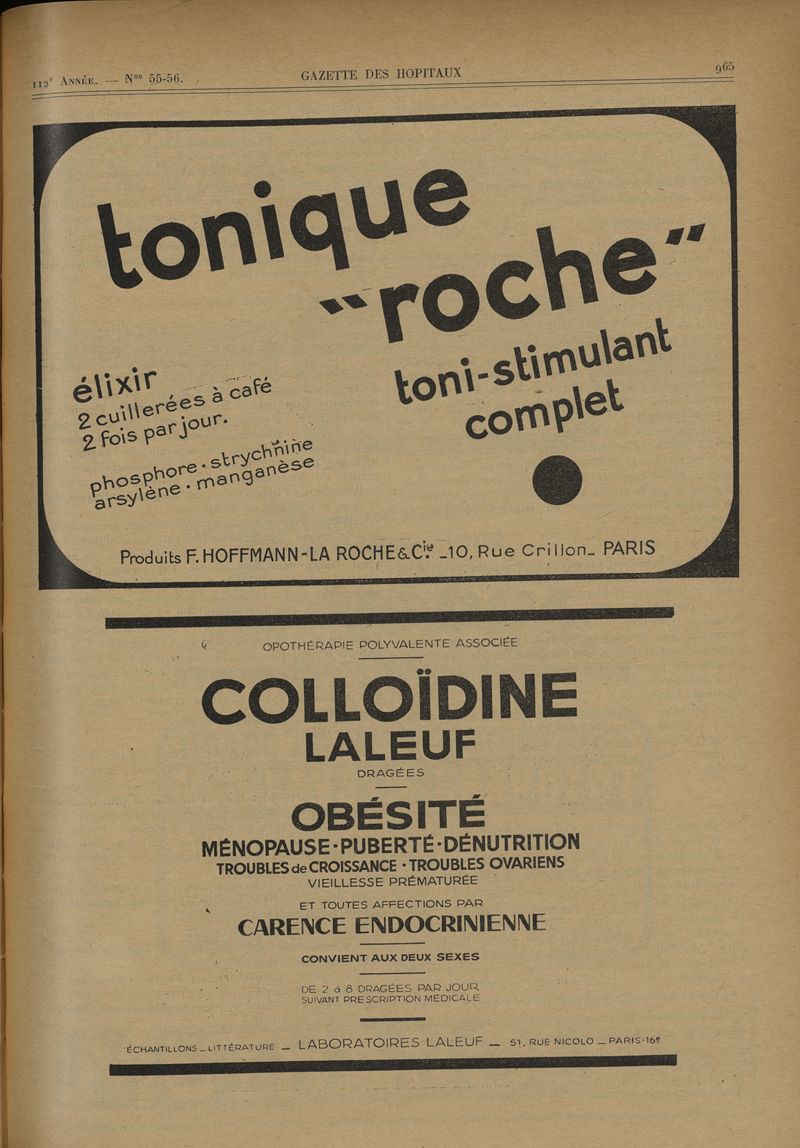 112e ANNÉE. — Nos 55-56.
GAZETTE DES HOPITAUX
965
tonique
"roche"
élixir
2 cuillerées à café
2 fois par jour.
phosphore • strychnine
arsylène • manganèse
toni-stimulant
complet
Produits F. HOFFMANN-LA ROCHE & Cie _ 10, Rue Crillon _ PARIS
OPOTHÉRAPIE POLYVALENTE ASSOCIÉE
COLLOÏDINE
LALEUF
DRAGÉES
OBÉSITÉ
MÉNOPAUSE • PUBERTÉ • DÉNUTRITION
TROUBLES de CROISSANCE • TROUBLES OVARIENS
VIEILLESSE PRÉMATURÉE
ET TOUTES AFFECTIONS PAR
CARENCE ENDOCRINIENNE
CONVIENT AUX DEUX SEXES
DE 2 à 8 DRAGÉES PAR JOUR
SUIVANT PRESCRIPTION MÉDICALE
ÉCHANTILLONS _ LITTÉRATURE _ LABORATOIRES LALEUF _ 51, RUE NICOLO _ PARIS-16e